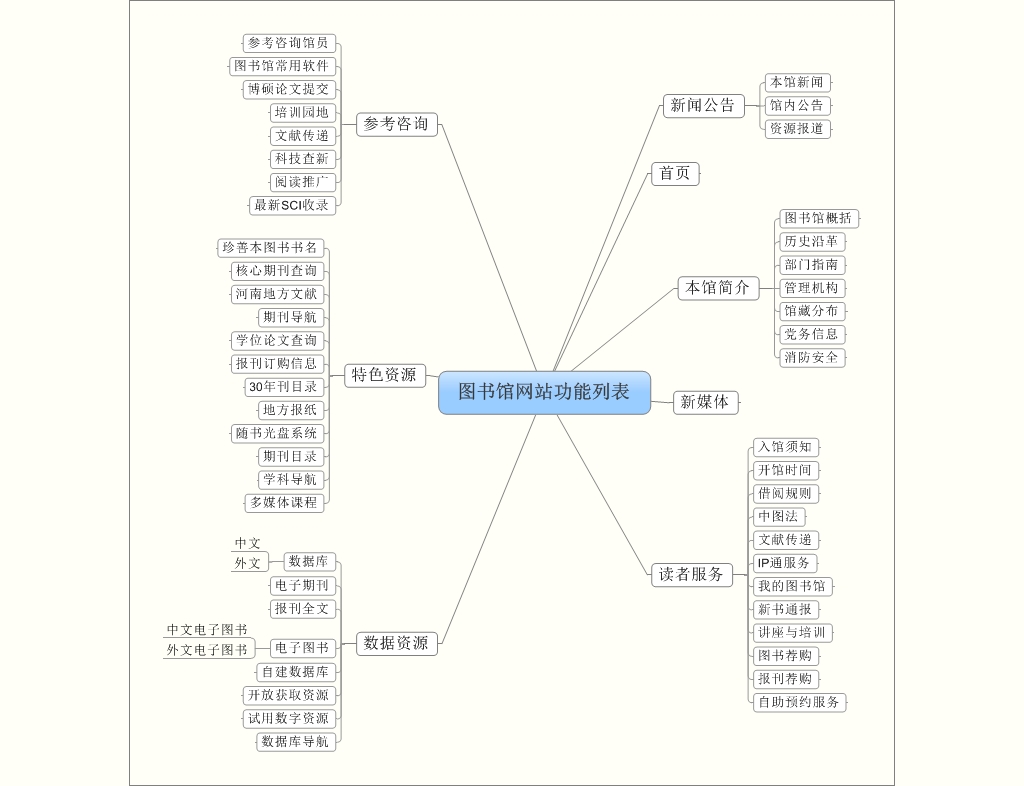 图书馆网站功能列表
新闻公告
本馆新闻
馆内公告
资源报道
首页
本馆简介
图书馆概括
历史沿革
部门指南
管理机构
馆藏分布
党务信息
消防安全
新媒体
读者服务
入馆须知
开馆时间
借阅规则
中图法
文献传递
IP通服务
我的图书馆
新书通报
讲座与培训
图书荐购
报刊荐购
自助预约服务
参考咨询
参考咨询馆员
图书馆常用软件
博硕论文提交
培训园地
文献传递
科技查新
阅读推广
最新SCI收录
特色资源
珍善本图书书名
核心期刊查询
河南地方文献
期刊导航
学位论文查询
报刊订购信息
30年刊目录
地方报纸
随书光盘系统
期刊目录
学科导航
多媒体课程
数据资源
数据库
中文
外文
电子期刊
报刊全文
电子图书
中文电子图书
外文电子图书
自建数据库
开放获取资源
试用数字资源
数据库导航